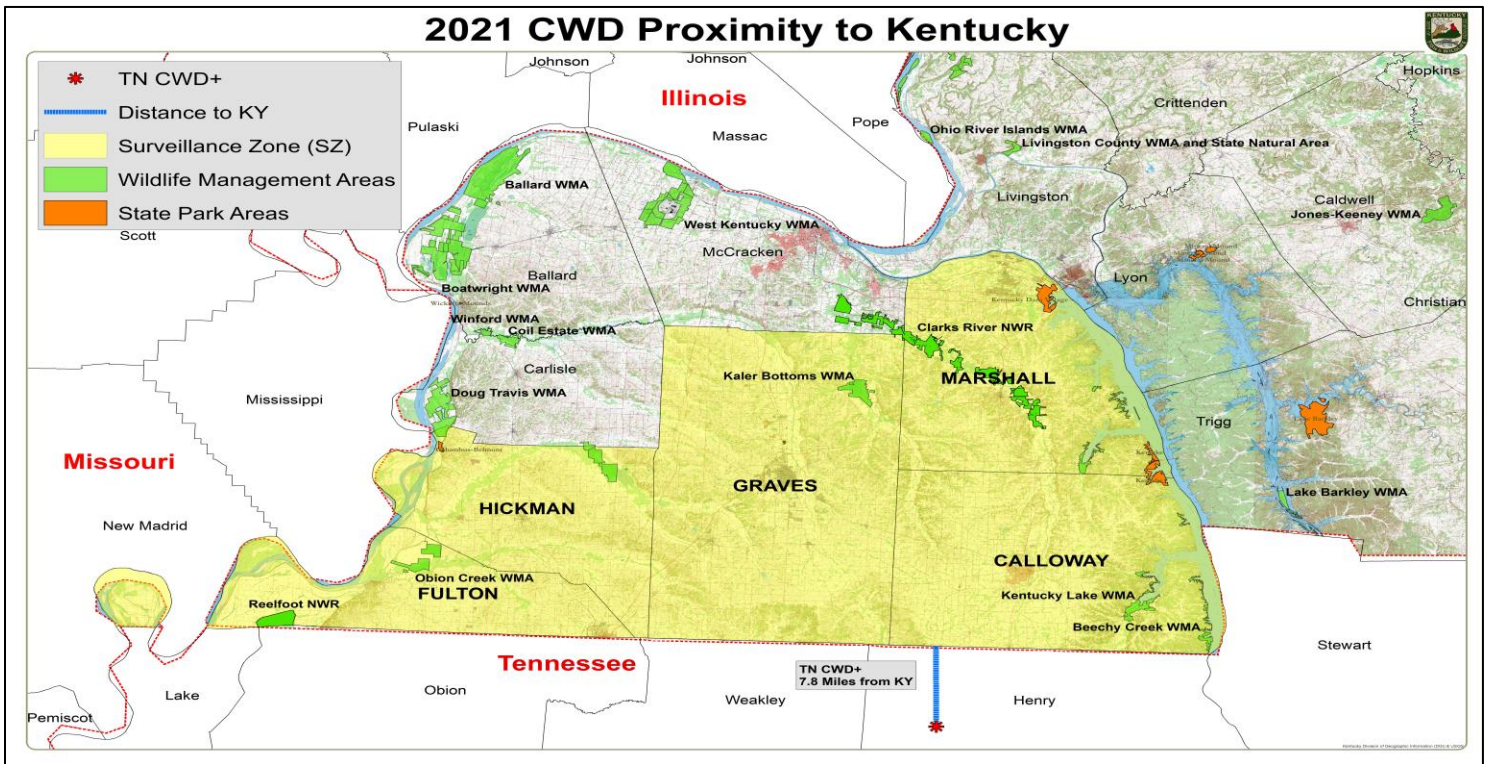 2021 CWD Proximity to Kentucky
KENTUCKY
TN CWD+
Distance to KY
Surveillance Zone (SZ)
Wildlife Management Areas
State Park Areas
Johnson
Johnson
Hopkins
Illinois
Crittenden
Pulaski
Massac
Pope
Ohio River Islands WMA
Livingston County WMA and State Natural Area
Ballard WMA
Livingston
Caldwell
Jones-Keeney WMA
West Kentucky WMA
Scott
McCracken
Ballard
Lyon
Boatwright WMA
Christian
Winford WMA
Coil Estate WMA
Clarks River NWR
Carlisle
Kaler Bottoms WMA
MARSHALL
Doug Travis WMA
Mississippi
Trigg
Columbus-Belmont
Missouri
GRAVES
Lake Barkley WMA
HICKMAN
New Madrid
CALLOWAY
Obion Creek WMA
FULTON
Kentucky Lake WMA
Reelfoot NWR
Beechy Creek WMA
Stewart
Tennessee
TN CWD+
7.8 Miles from KY
Lake
Obion
Weakley
Henry
Pemiscot